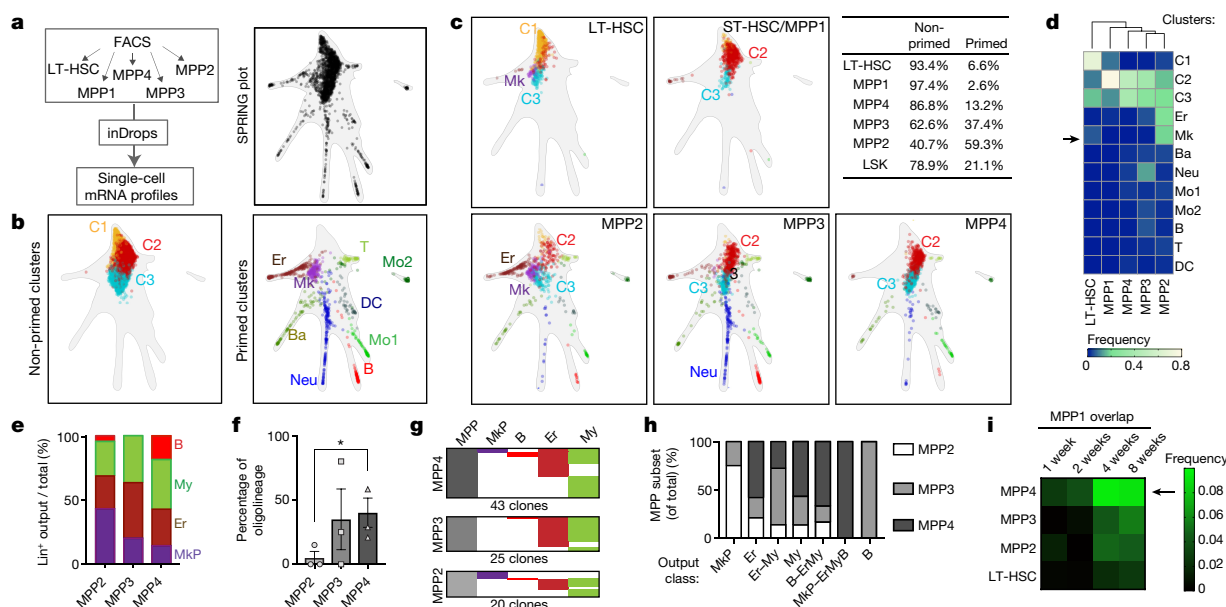 a
FACS
LT-HSC
MPP4
MPP2
MPP1
MPP3
inDrops
Single-cell
mRNA profiles
SPRING plot
b
Non-primed clusters
C1
C2
C3
Primed clusters
Er
T
Mo2
Mk
DC
Ba
Mo1
Neu
B
c
C1
LT-HSC
Mk
C3
ST-HSC/MPP1
C2
C3
Non-
primed Primed
LT-HSC 93.4% 6.6%
MPP1 97.4% 2.6%
MPP4 86.8% 13.2%
MPP3 62.6% 37.4%
MPP2 40.7% 59.3%
LSK 78.9% 21.1%
MPP2
Er
C2
Mk
C3
MPP3
C2
3
C3
Neu
MPP4
C2
C3
d
Clusters:
C1
C2
C3
Er
Mk
Ba
Neu
Mo1
Mo2
B
T
DC
LT-HSC MPP1 MPP4 MPP3 MPP2
Frequency
0 0.8
e
Lin+ output / total (%)
100
50
0
B
My
Er
MkP
MPP2 MPP3 MPP4
f
Percentage of
oligolineage
100
50
0
*
MPP2 MPP3 MPP4
g
MPP MkP B Er My
MPP4
43 clones
MPP3
25 clones
MPP2
20 clones
h
MPP subset
(of total) (%)
100
50
0
MPP2
MPP3
MPP4
Output
class:
MkP Er Er–My My B–ErMy MkP–ErMyB B
i
MPP1 overlap
1 week 2 weeks 4 weeks 8 weeks
MPP4
MPP3
MPP2
LT-HSC
Frequency
0.08
0.06
0.04
0.02
0